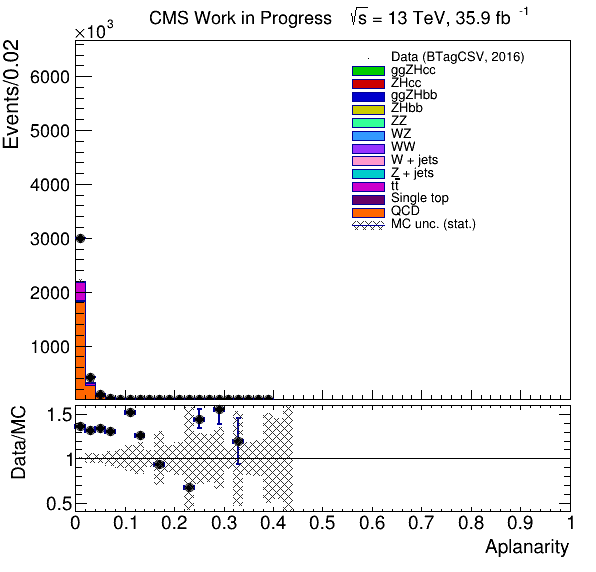 CMS Work in Progress √s = 13 TeV, 35.9 fb⁻¹
×10³
Events/0.02
6000
5000
4000
3000
2000
1000
Data (BTagCSV, 2016)
ggZHcc
ZHcc
ggZHbb
ZHbb
ZZ
WZ
WW
W + jets
Z + jets
tt̅
Single top
QCD
MC unc. (stat.)
Data/MC
1.5
1
0.5
0 0.1 0.2 0.3 0.4 0.5 0.6 0.7 0.8 0.9 1
Aplanarity